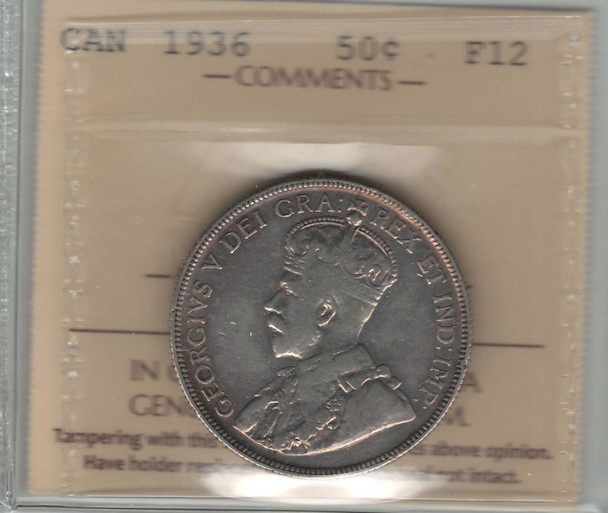 CAN 1936 50¢ F12
COMMENTS
GEORGIVS V DEI GRA: REX ET IND: IMP:
IN
GEN
Tampering with this above opinion.
Have holder not intact.